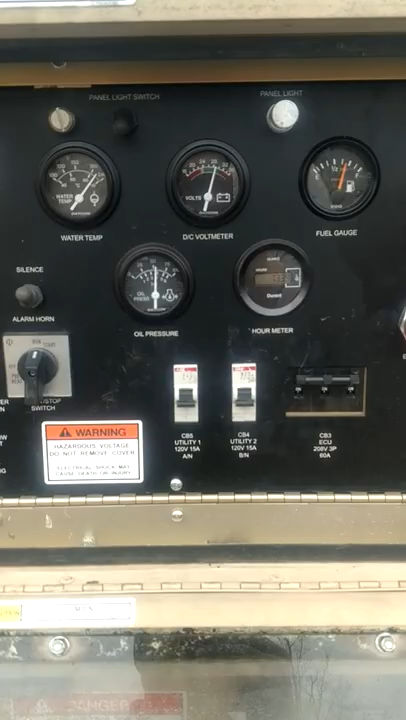 PANEL LIGHT SWITCH
PANEL LIGHT
WATER
TEMP
VOLTS
WATER TEMP
D/C VOLTMETER
FUEL GAUGE
SILENCE
ALARM HORN
OIL
PRESS
OIL PRESSURE
HOUR METER
RUN
START
STOP
SWITCH
WARNING
HAZARDOUS VOLTAGE
DO NOT REMOVE COVER
ELECTRICAL SHOCK MAY
CAUSE DEATH OR INJURY
CB5
UTILITY 1
120V 15A
A/N
CB4
UTILITY 2
120V 15A
B/N
CB3
ECU
208V 3P
60A
DANGER